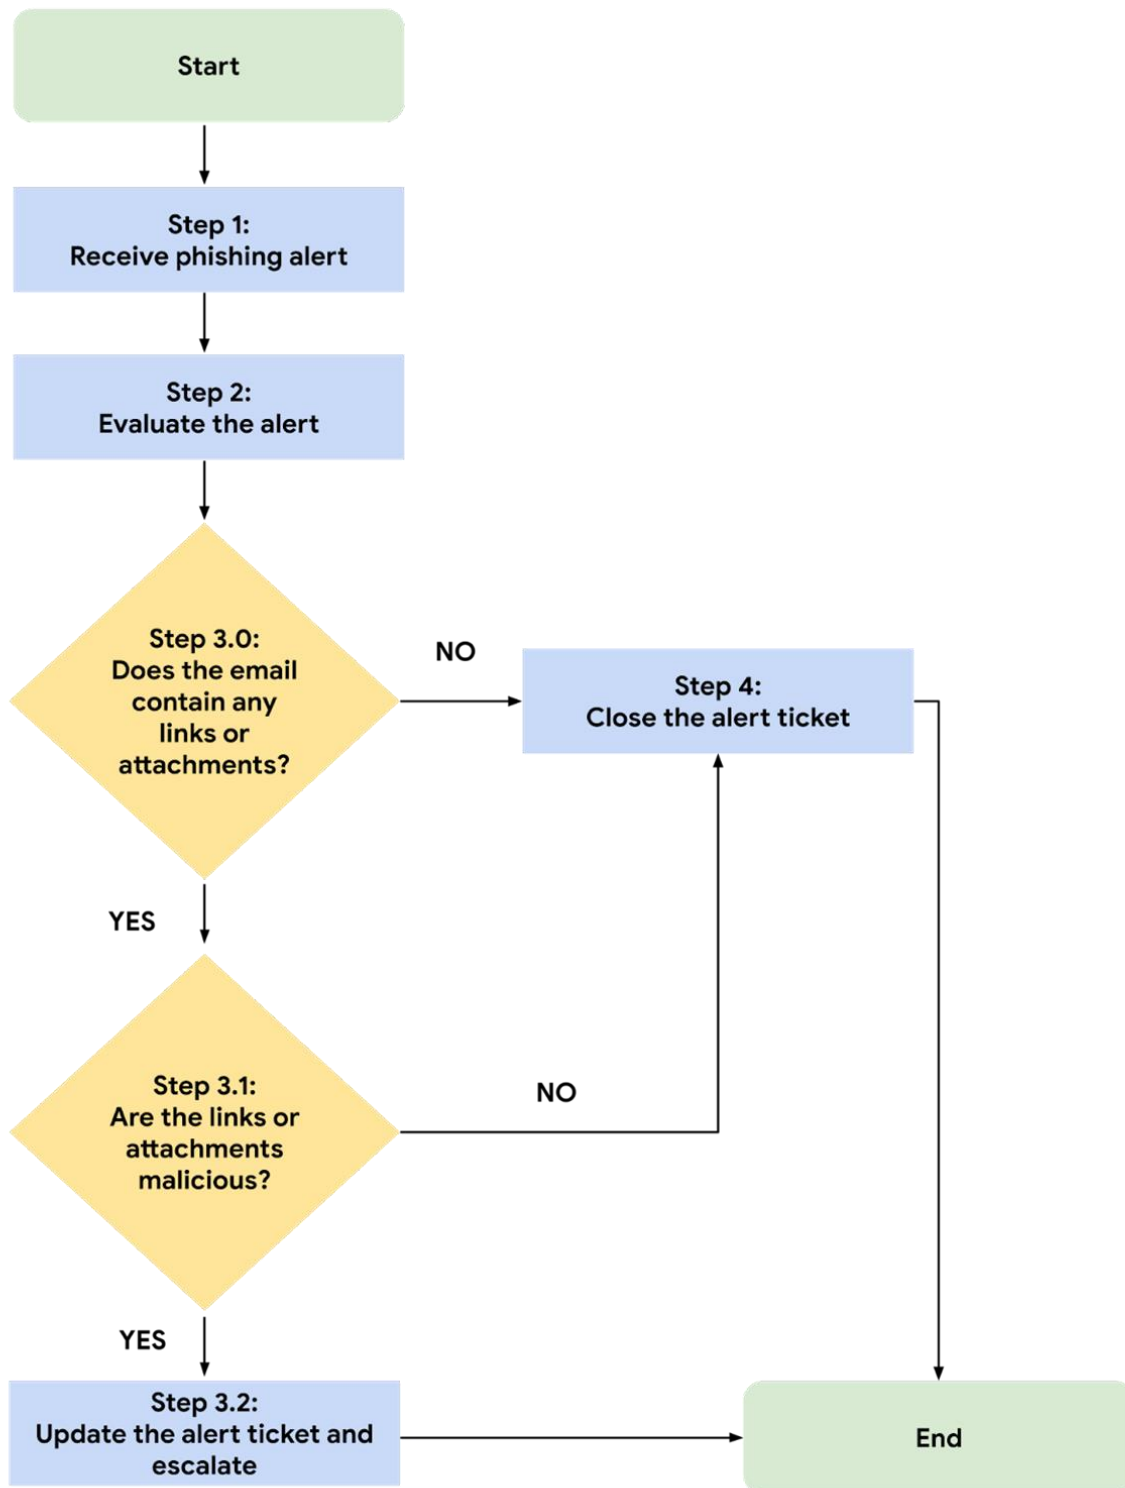 Start
Step 1:
Receive phishing alert
Step 2:
Evaluate the alert
Step 3.0:
Does the email
contain any
links or
attachments?
NO
Step 4:
Close the alert ticket
YES
Step 3.1:
Are the links or
attachments
malicious?
NO
YES
Step 3.2:
Update the alert ticket and
escalate
End